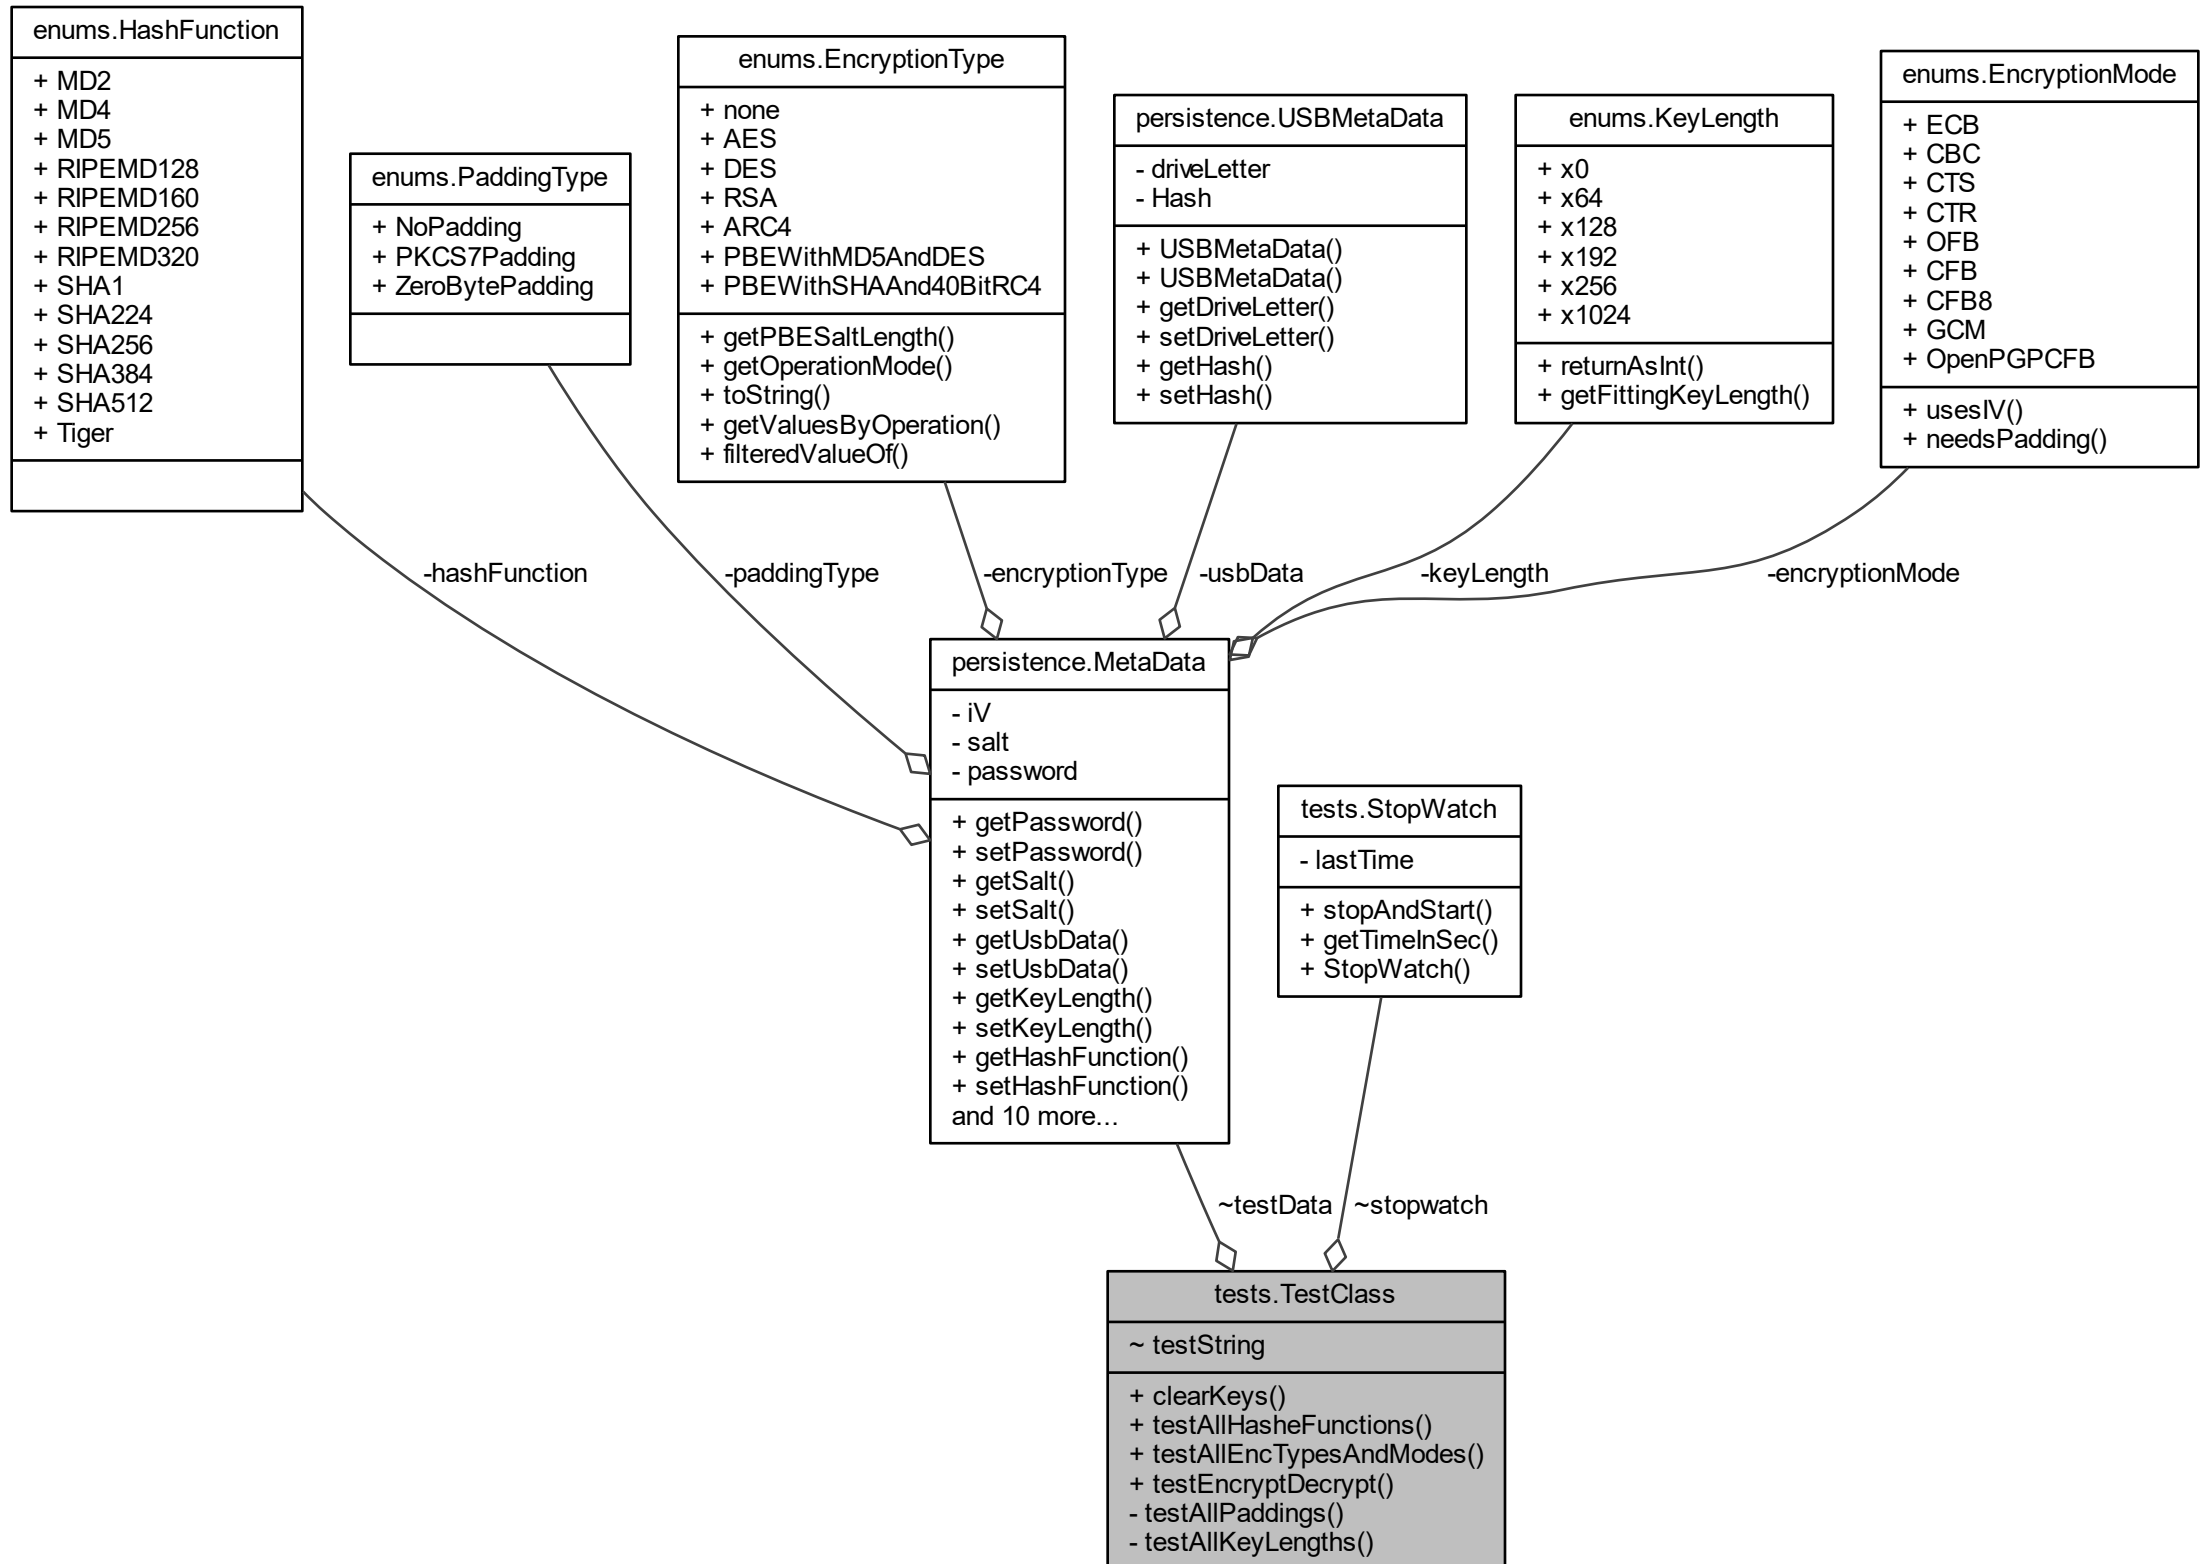 enums.HashFunction
+ MD2
+ MD4
+ MD5
+ RIPEMD128
+ RIPEMD160
+ RIPEMD256
+ RIPEMD320
+ SHA1
+ SHA224
+ SHA256
+ SHA384
+ SHA512
+ Tiger
enums.PaddingType
+ NoPadding
+ PKCS7Padding
+ ZeroBytePadding
enums.EncryptionType
+ none
+ AES
+ DES
+ RSA
+ ARC4
+ PBEWithMD5AndDES
+ PBEWithSHAAnd40BitRC4
+ getPBESaltLength()
+ getOperationMode()
+ toString()
+ getValuesByOperation()
+ filteredValueOf()
persistence.USBMetaData
- driveLetter
- Hash
+ USBMetaData()
+ USBMetaData()
+ getDriveLetter()
+ setDriveLetter()
+ getHash()
+ setHash()
enums.KeyLength
+ x0
+ x64
+ x128
+ x192
+ x256
+ x1024
+ returnAsInt()
+ getFittingKeyLength()
enums.EncryptionMode
+ ECB
+ CBC
+ CTS
+ CTR
+ OFB
+ CFB
+ CFB8
+ GCM
+ OpenPGPCFB
+ usesIV()
+ needsPadding()
-hashFunction
-paddingType
-encryptionType
-usbData
-keyLength
-encryptionMode
persistence.MetaData
- iV
- salt
- password
+ getPassword()
+ setPassword()
+ getSalt()
+ setSalt()
+ getUsbData()
+ setUsbData()
+ getKeyLength()
+ setKeyLength()
+ getHashFunction()
+ setHashFunction()
and 10 more...
tests.StopWatch
- lastTime
+ stopAndStart()
+ getTimeInSec()
+ StopWatch()
~testData
~stopwatch
tests.TestClass
~ testString
+ clearKeys()
+ testAllHasheFunctions()
+ testAllEncTypesAndModes()
+ testEncryptDecrypt()
- testAllPaddings()
- testAllKeyLengths()